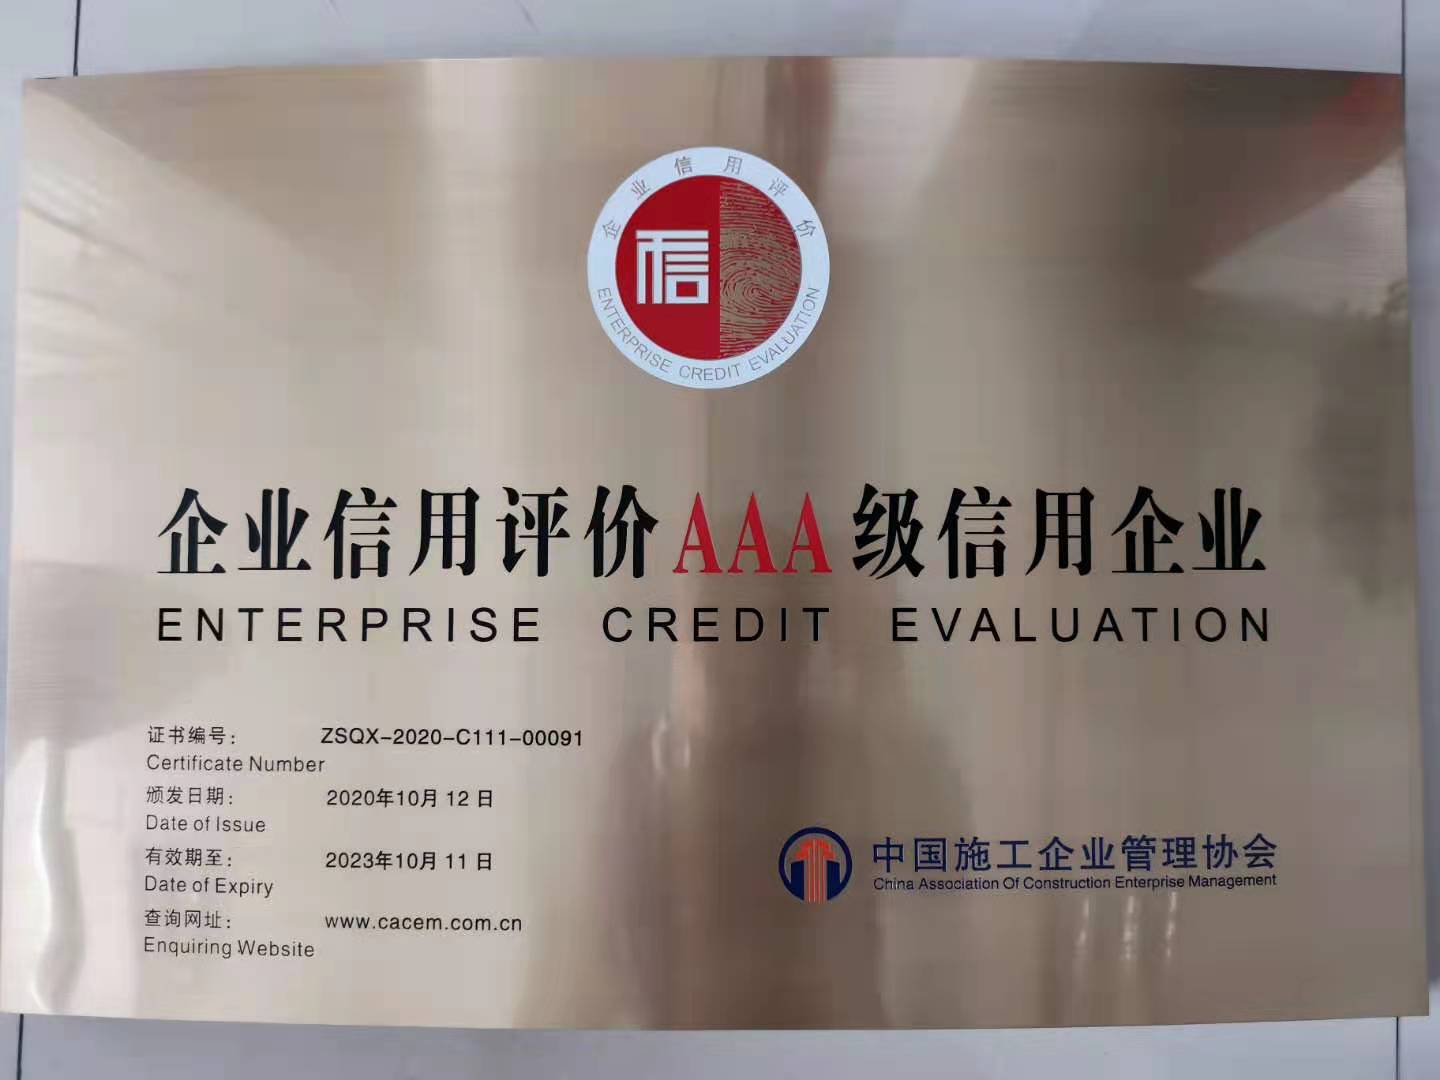 企业信用评价
信
ENTERPRISE CREDIT EVALUATION
企业信用评价AAA级信用企业
ENTERPRISE CREDIT EVALUATION
证书编号: ZSQX-2020-C111-00091
Certificate Number
颁发日期: 2020年10月12日
Date of Issue
有效期至: 2023年10月11日
Date of Expiry
查询网址: www.cacem.com.cn
Enquiring Website
中国施工企业管理协会
China Association Of Construction Enterprise Management